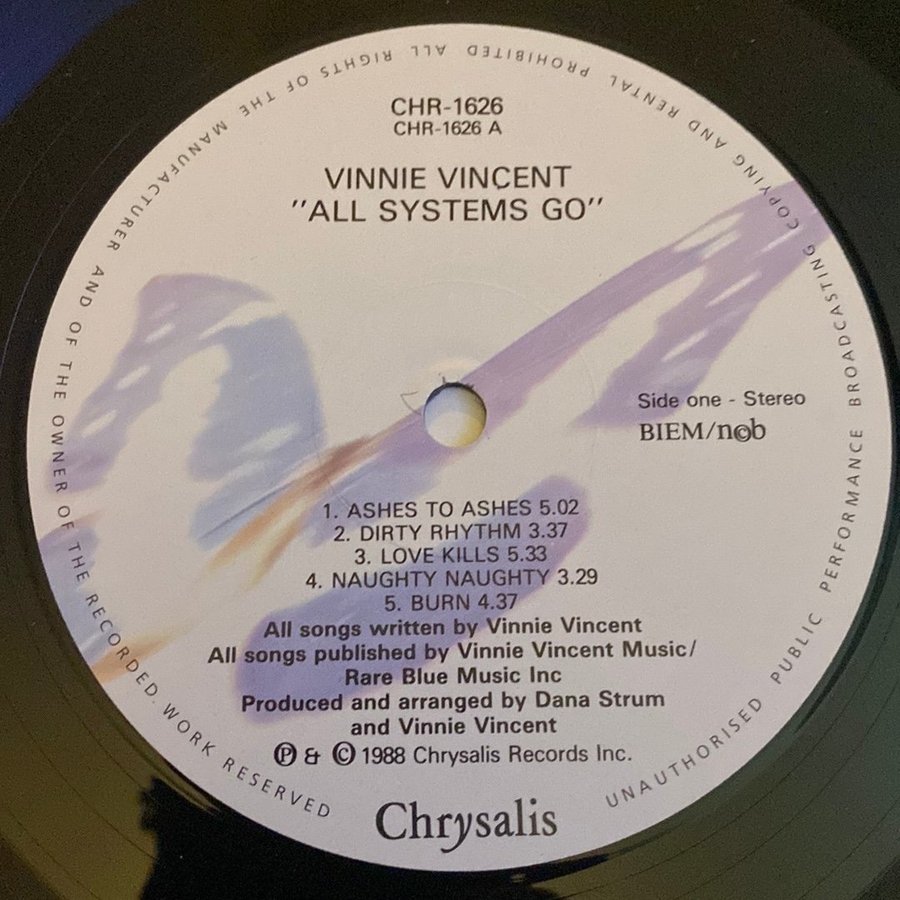 CHR-1626
CHR-1626 A
VINNIE VINCENT
"ALL SYSTEMS GO"
Side one - Stereo
BIEM/ncb
1. ASHES TO ASHES 5.02
2. DIRTY RHYTHM 3.37
3. LOVE KILLS 5.33
4. NAUGHTY NAUGHTY 3.29
5. BURN 4.37
All songs written by Vinnie Vincent
All songs published by Vinnie Vincent Music/
Rare Blue Music Inc
Produced and arranged by Dana Strum
and Vinnie Vincent
Ⓟ & © 1988 Chrysalis Records Inc.
Chrysalis
UNAUTHORISED PUBLIC PERFORMANCE BROADCASTING COPYING AND RENTAL PROHIBITED ALL RIGHTS OF THE MANUFACTURER AND OF THE OWNER OF THE RECORDED. WORK RESERVED